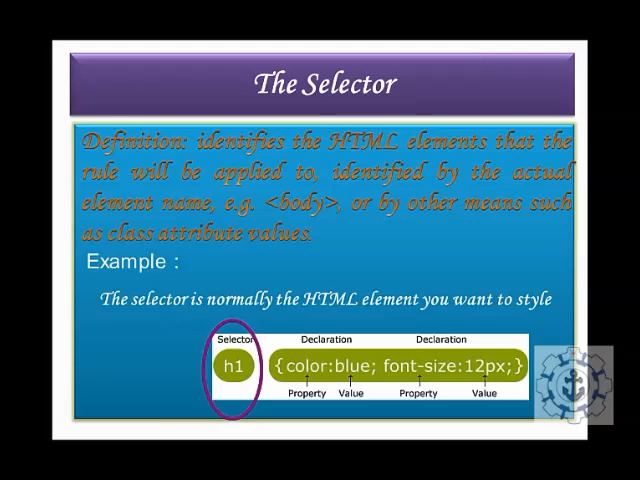 The Selector
Definition: identifies the HTML elements that the
rule will be applied to, identified by the actual
element name, e.g. <body>, or by other means such
as class attribute values.
Example :
The selector is normally the HTML element you want to style
Selector Declaration Declaration
h1 {color:blue; font-size:12px;}
Property Value Property Value